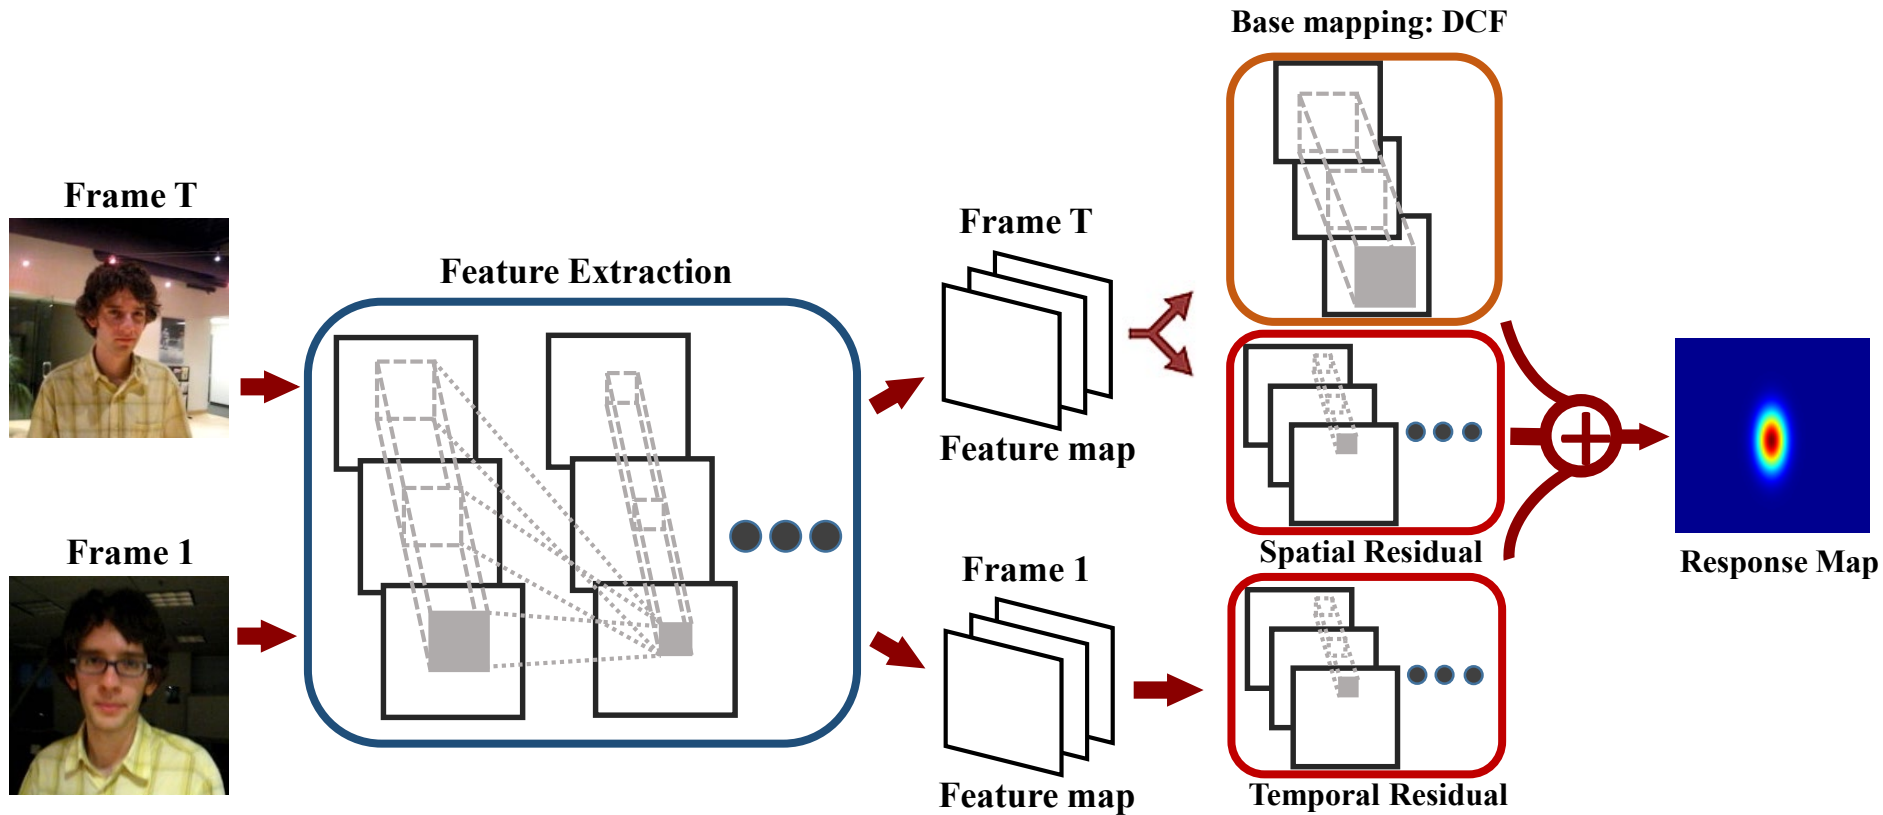 Base mapping: DCF
Frame T
Frame T
Feature Extraction
Feature map
Frame 1
Spatial Residual
Response Map
Frame 1
Feature map
Temporal Residual